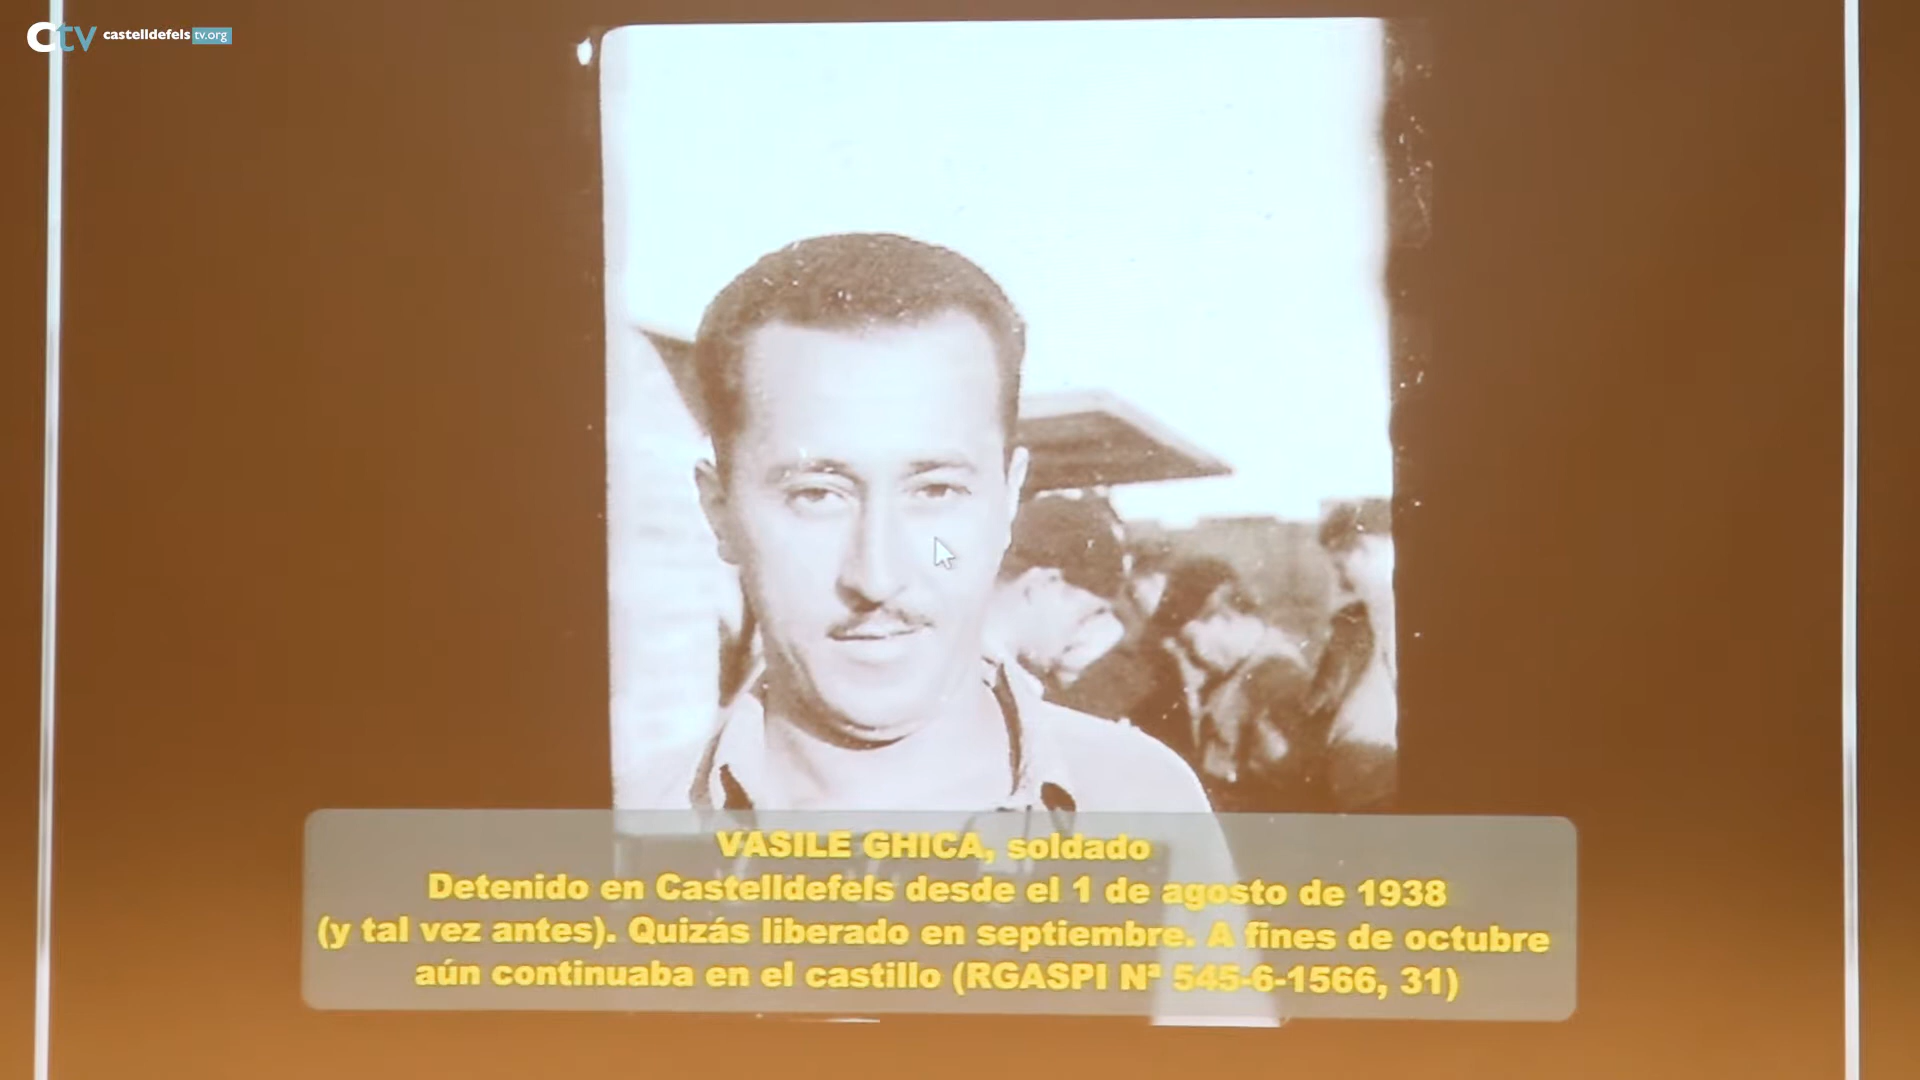 ctv castelldefels tv.org
VASILE GHICA, soldado
Detenido en Castelldefels desde el 1 de agosto de 1938
(y tal vez antes). Quizás liberado en septiembre. A fines de octubre
aún continuaba en el castillo (RGASPI Nª 545-6-1566, 31)